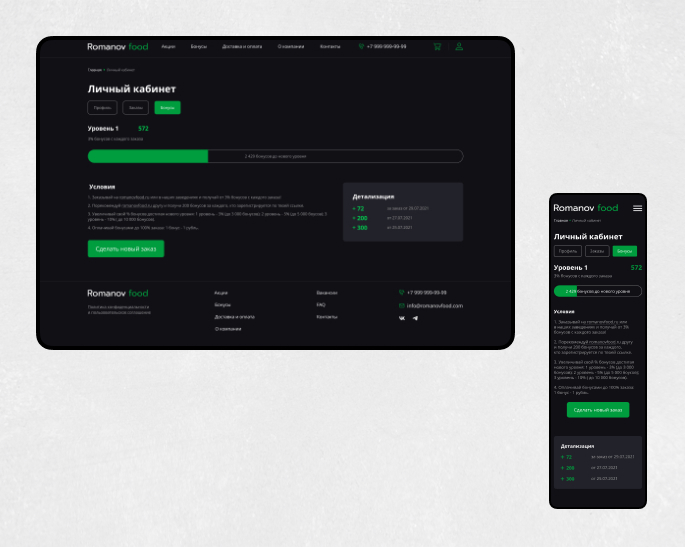 Romanov food Акции Бонусы Доставка и оплата О компании Контакты +7 999 999-99-99
Главная • Личный кабинет
Личный кабинет
Профиль Заказы Бонусы
Уровень 1 572
3% бонусов с каждого заказа
2 428 бонусов до нового уровня
Условия
1. Заказывай на romanovfood.ru или в наших заведениях и получай от 3% бонусов с каждого заказа!
2. Порекомендуй romanovfood.ru другу и получи 200 бонусов за каждого, кто зарегистрируется по твоей ссылке.
3. Увеличивай свой % бонусов достигая нового уровня: 1 уровень - 3% (до 3 000 бонусов); 2 уровень - 5% (до 5 000 бонусов); 3
уровень - 10% ( до 10 000 бонусов).
4. Оплачивай бонусами до 100% заказа: 1 бонус - 1 рубль.
Сделать новый заказ
Детализация
+ 72 за заказ от 29.07.2021
+ 200 от 27.07.2021
+ 300 от 25.07.2021
Romanov food
Политика конфиденциальности
и пользовательское соглашение
Акции
Бонусы
Доставка и оплата
О компании
Вакансии
FAQ
Контакты
+7 999 999-99-99
info@romanovfood.com
Romanov food
Главная • Личный кабинет
Личный кабинет
Профиль Заказы Бонусы
Уровень 1 572
3% бонусов с каждого заказа
2 428 бонусов до нового уровня
Условия
1. Заказывай на romanovfood.ru или
в наших заведениях и получай от 3%
бонусов с каждого заказа!
2. Порекомендуй romanovfood.ru другу
и получи 200 бонусов за каждого,
кто зарегистрируется по твоей ссылке.
3. Увеличивай свой % бонусов достигая
нового уровня: 1 уровень - 3% (до 3 000
бонусов); 2 уровень - 5% (до 5 000 бонусов);
3 уровень - 10% ( до 10 000 бонусов).
4. Оплачивай бонусами до 100% заказа:
1 бонус - 1 рубль.
Сделать новый заказ
Детализация
+ 72 за заказ от 29.07.2021
+ 200 от 27.07.2021
+ 300 от 25.07.2021